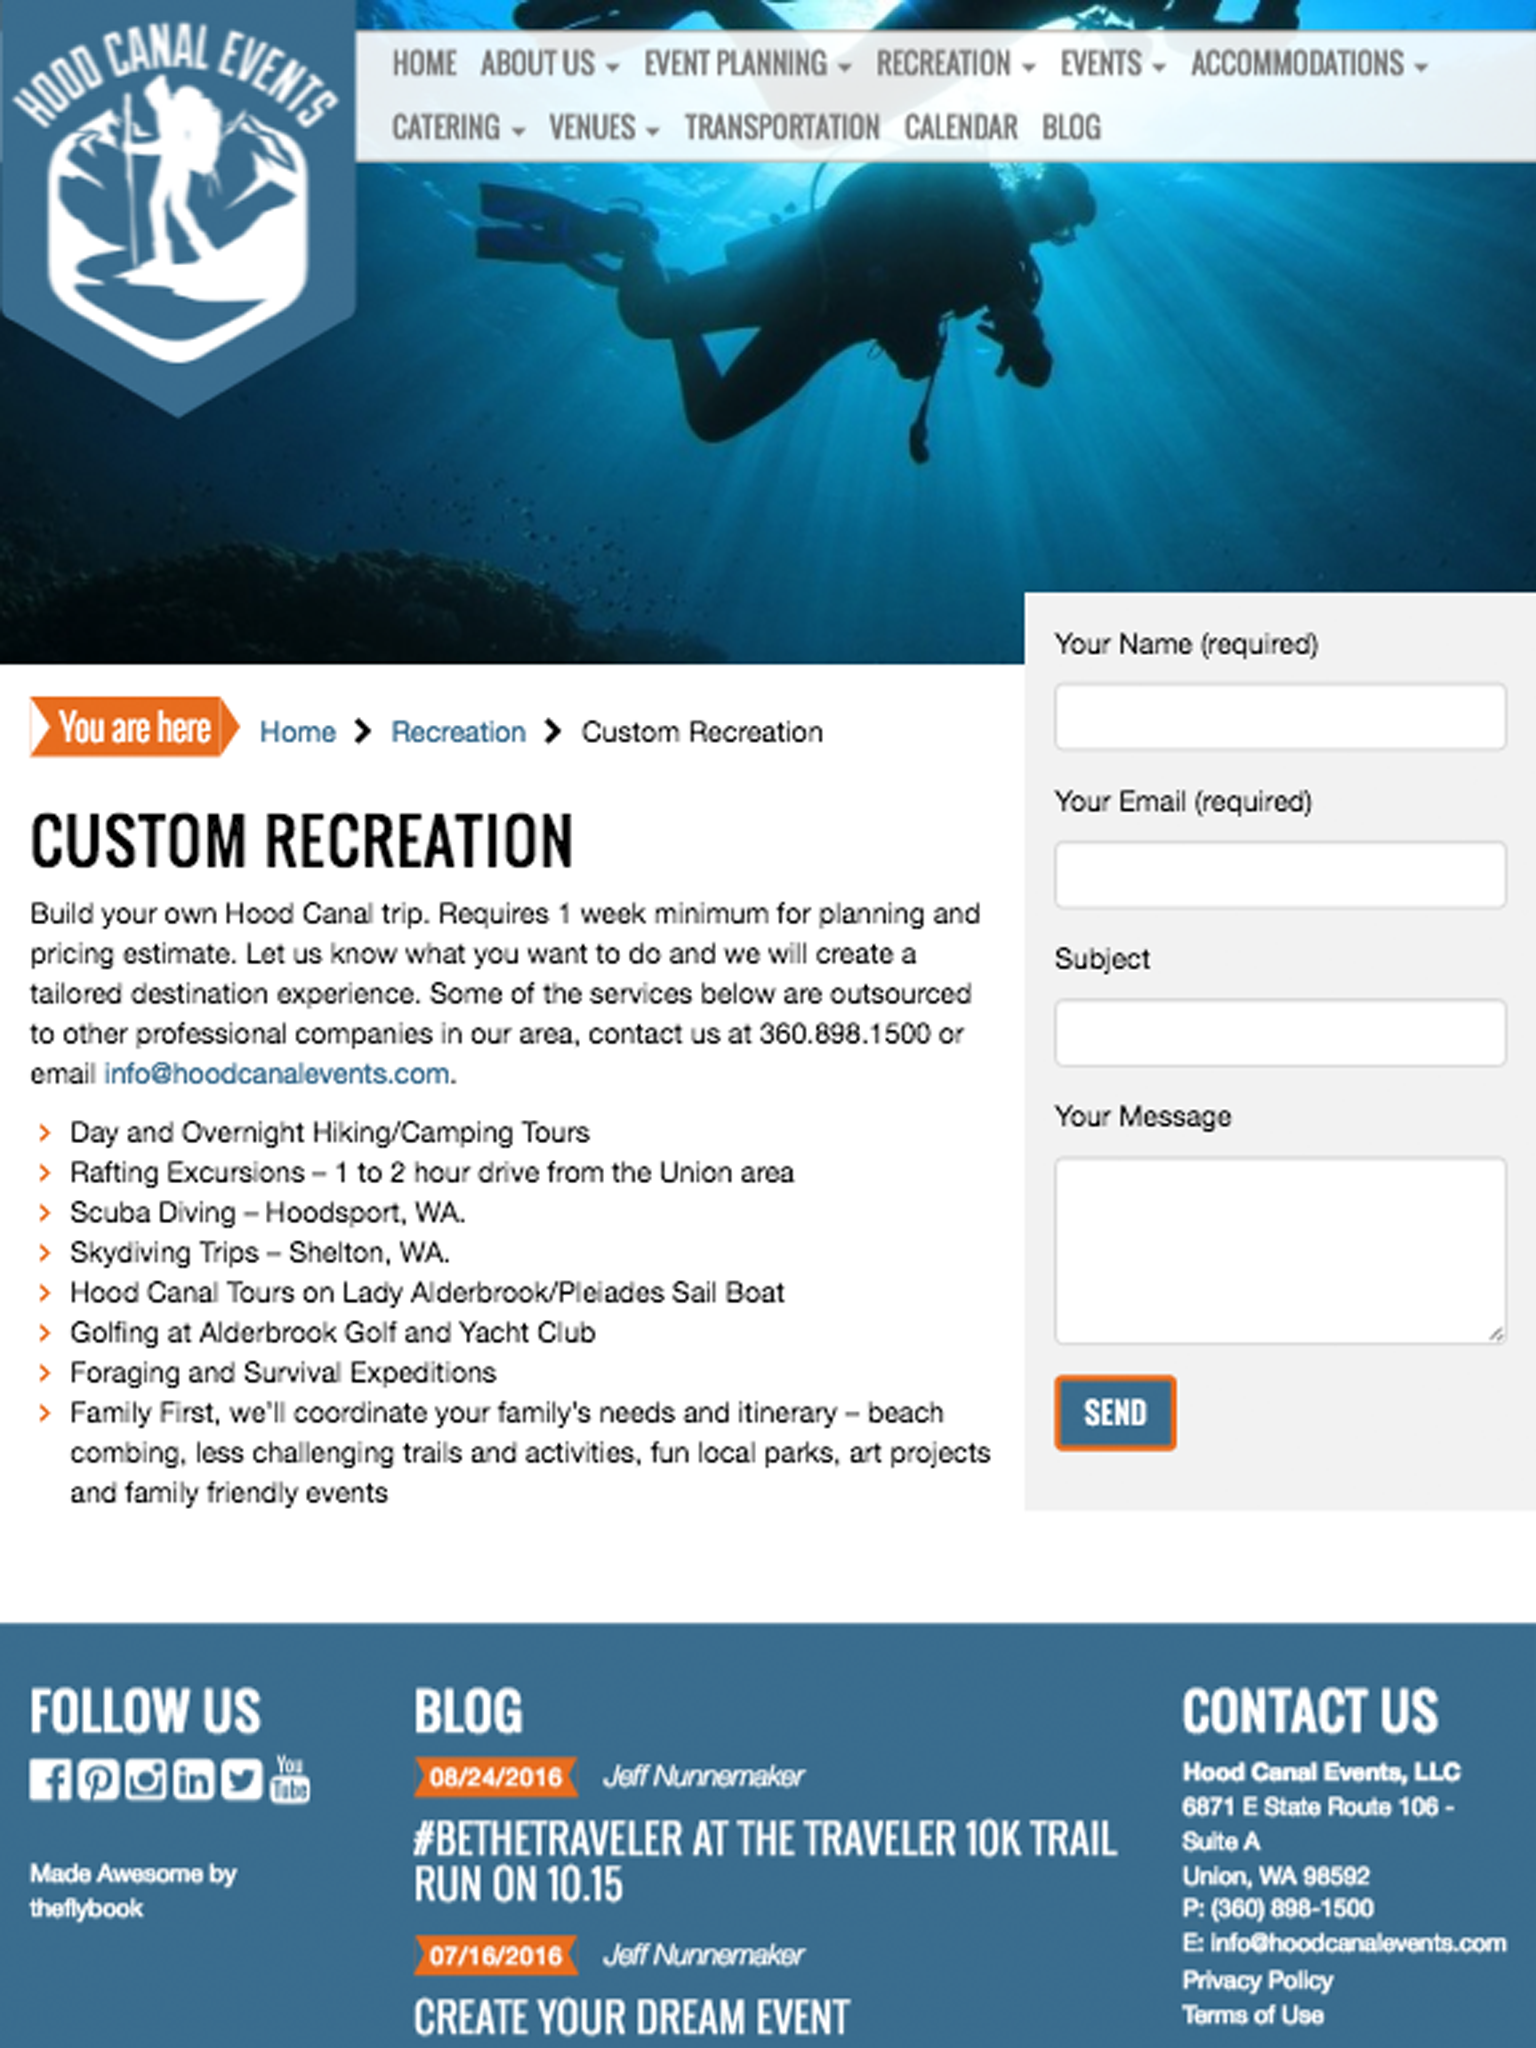 HOOD CANAL EVENTS
HOME ABOUT US EVENT PLANNING RECREATION EVENTS ACCOMMODATIONS
CATERING VENUES TRANSPORTATION CALENDAR BLOG
You are here Home Recreation Custom Recreation
CUSTOM RECREATION
Build your own Hood Canal trip. Requires 1 week minimum for planning and
pricing estimate. Let us know what you want to do and we will create a
tailored destination experience. Some of the services below are outsourced
to other professional companies in our area, contact us at 360.898.1500 or
email info@hoodcanalevents.com.
Day and Overnight Hiking/Camping Tours
Rafting Excursions – 1 to 2 hour drive from the Union area
Scuba Diving – Hoodsport, WA.
Skydiving Trips – Shelton, WA.
Hood Canal Tours on Lady Alderbrook/Pleiades Sail Boat
Golfing at Alderbrook Golf and Yacht Club
Foraging and Survival Expeditions
Family First, we'll coordinate your family's needs and itinerary – beach
combing, less challenging trails and activities, fun local parks, art projects
and family friendly events
Your Name (required)
Your Email (required)
Subject
Your Message
SEND
FOLLOW US
You
Tube
Made Awesome by
theflybook
BLOG
08/24/2016 Jeff Nunnemaker
#BETHETRAVELER AT THE TRAVELER 10K TRAIL
RUN ON 10.15
07/16/2016 Jeff Nunnemaker
CREATE YOUR DREAM EVENT
CONTACT US
Hood Canal Events, LLC
6871 E State Route 106 -
Suite A
Union, WA 98592
P: (360) 898-1500
E: info@hoodcanalevents.com
Privacy Policy
Terms of Use